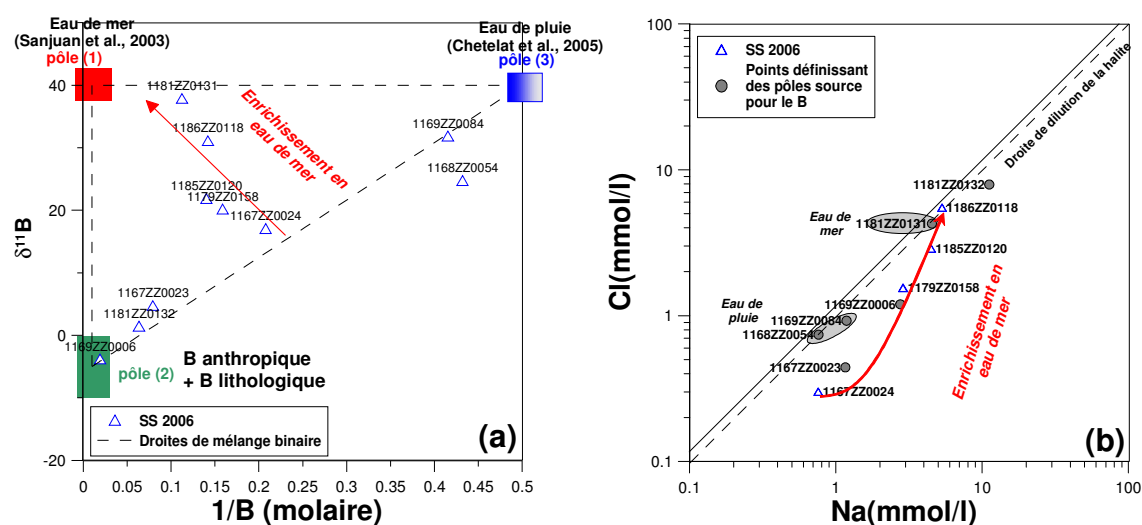 Eau de mer
(Sanjuan et al., 2003)
pôle (1)
Eau de pluie
(Chetelat et al., 2005)
pôle (3)
40
20
0
-20
δ¹¹B
1181ZZ0131
1186ZZ0118
Enrichissement en
eau de mer
1169ZZ0084
1168ZZ0054
1185ZZ0120
1179ZZ0158
1167ZZ0024
1167ZZ0023
1181ZZ0132
1169ZZ0006
pôle (2)
B anthropique
+ B lithologique
SS 2006
Droites de mélange binaire
(a)
0 0.05 0.1 0.15 0.2 0.25 0.3 0.35 0.4 0.45 0.5
1/B (molaire)
100
10
1
0.1
Cl(mmol/l)
SS 2006
Points définissant
des pôles source
pour le B
Droite de dilution de la halite
1181ZZ0132
1186ZZ0118
Eau de
mer
1181ZZ0131
1185ZZ0120
1179ZZ0158
Eau de
pluie
1169ZZ0006
1169ZZ0084
1168ZZ0054
1167ZZ0023
1167ZZ0024
Enrichissement en
eau de mer
(b)
0.1 1 10 100
Na(mmol/l)